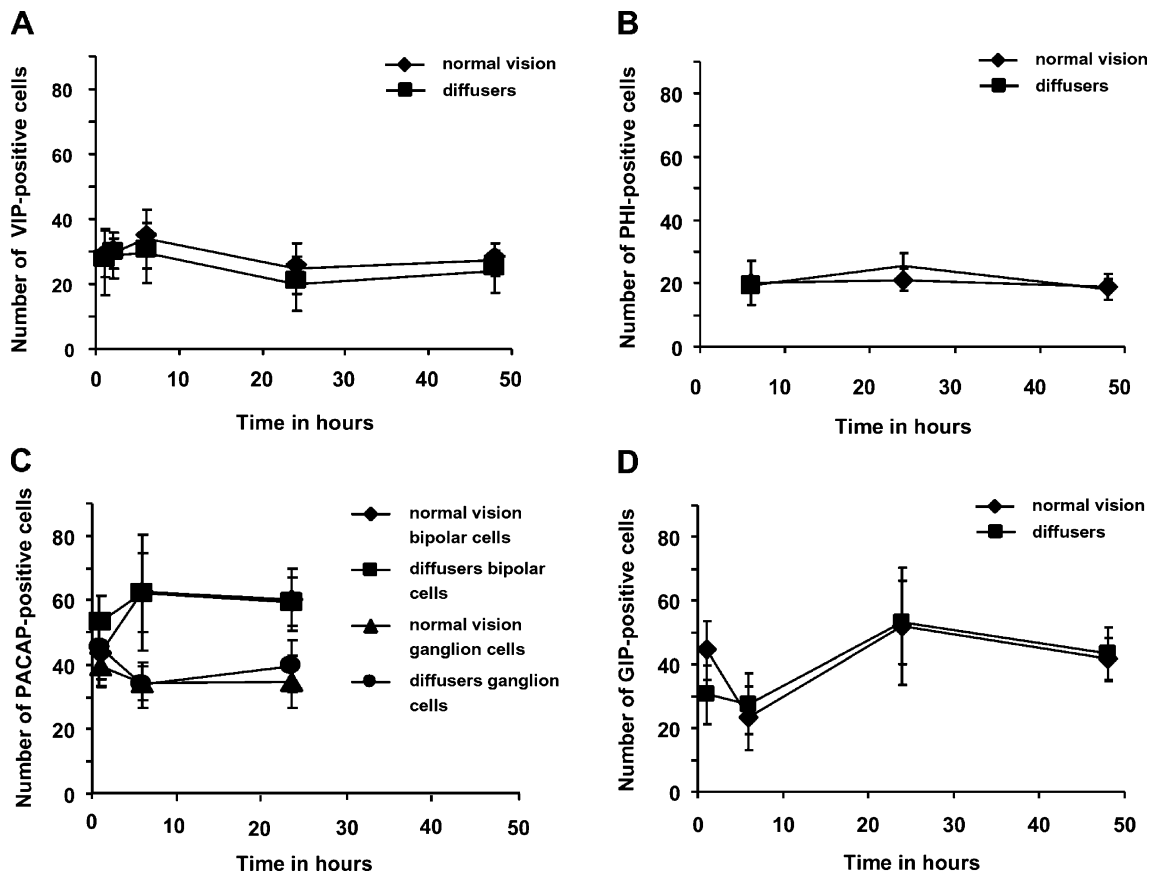 A
Number of VIP-positive cells
normal vision
diffusers
80
60
40
20
0
0 10 20 30 40 50
Time in hours
B
Number of PHI-positive cells
normal vision
diffusers
80
60
40
20
0
0 10 20 30 40 50
Time in hours
C
Number of PACAP-positive cells
normal vision
bipolar cells
diffusers bipolar
cells
normal vision
ganglion cells
diffusers ganglion
cells
80
60
40
20
0
0 10 20 30 40 50
Time in hours
D
Number of GIP-positive cells
normal vision
diffusers
80
60
40
20
0
0 10 20 30 40 50
Time in hours